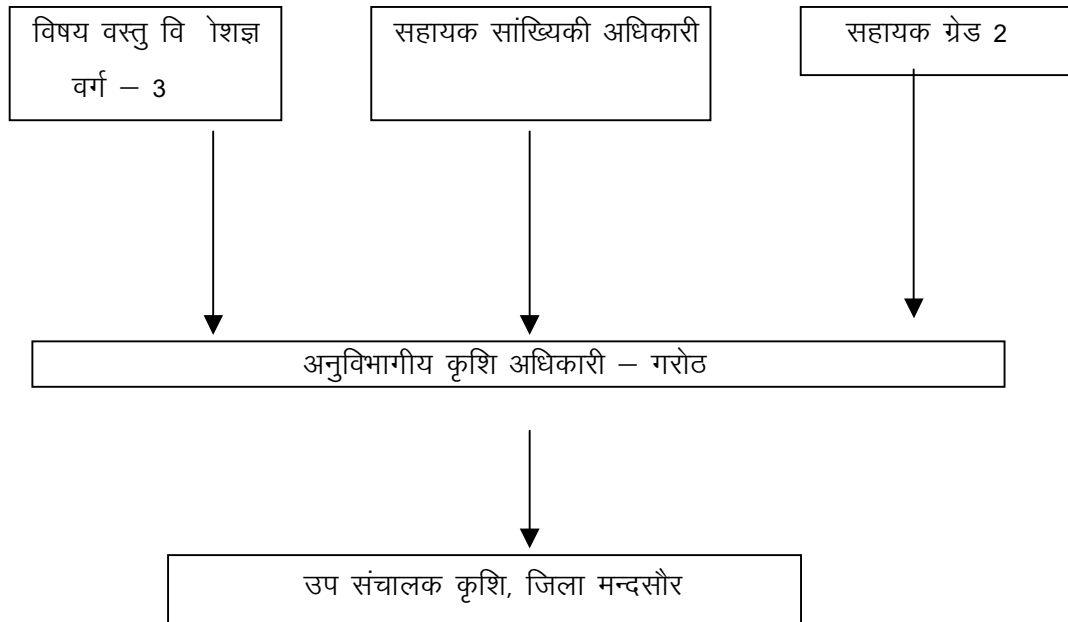 विषय वस्तु वि ोशज्ञ
वर्ग – 3
सहायक सांख्यिकी अधिकारी
सहायक ग्रेड 2
अनुविभागीय कृशि अधिकारी – गरोठ
उप संचालक कृशि, जिला मन्दसौर